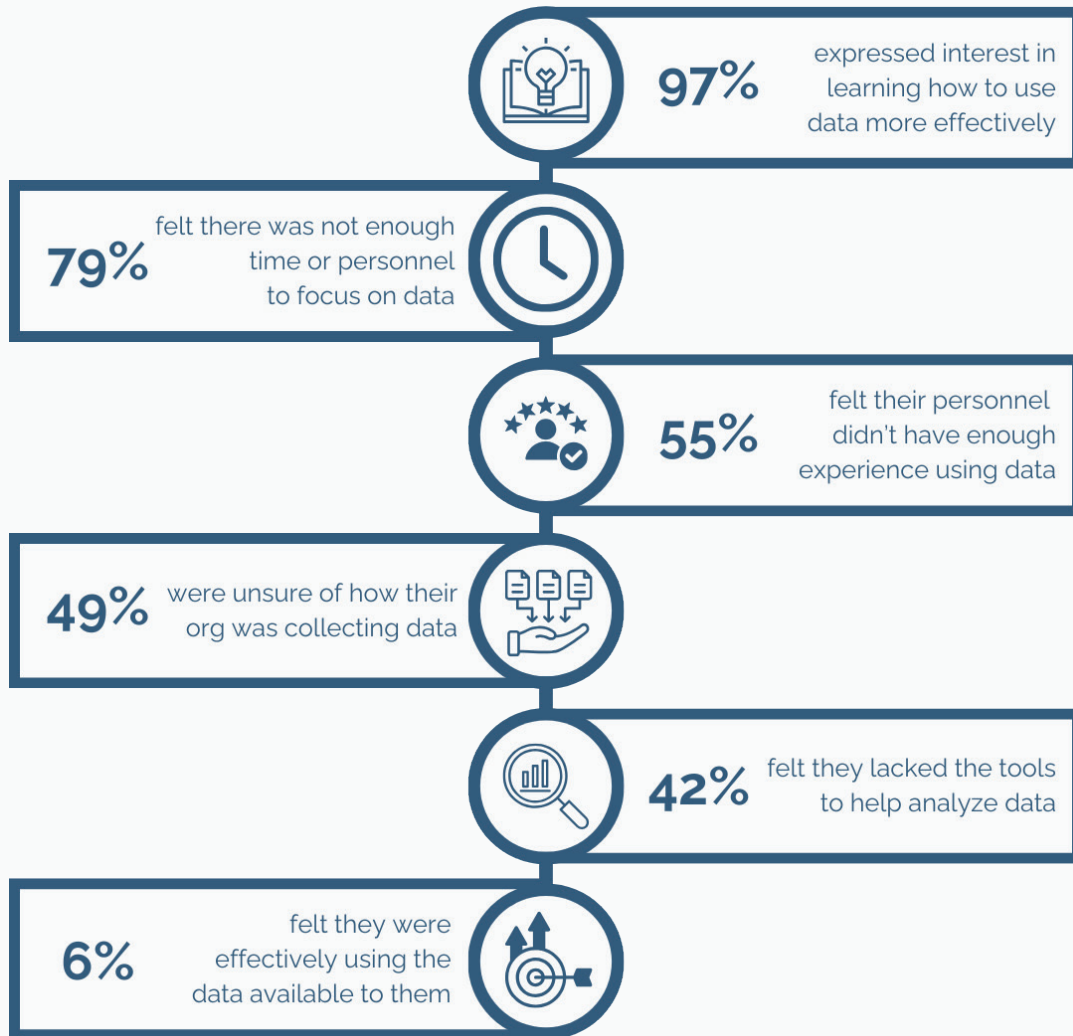 97%
expressed interest in
learning how to use
data more effectively
79%
felt there was not enough
time or personnel
to focus on data
55%
felt their personnel
didn't have enough
experience using data
49%
were unsure of how their
org was collecting data
42%
felt they lacked the tools
to help analyze data
6%
felt they were
effectively using the
data available to them